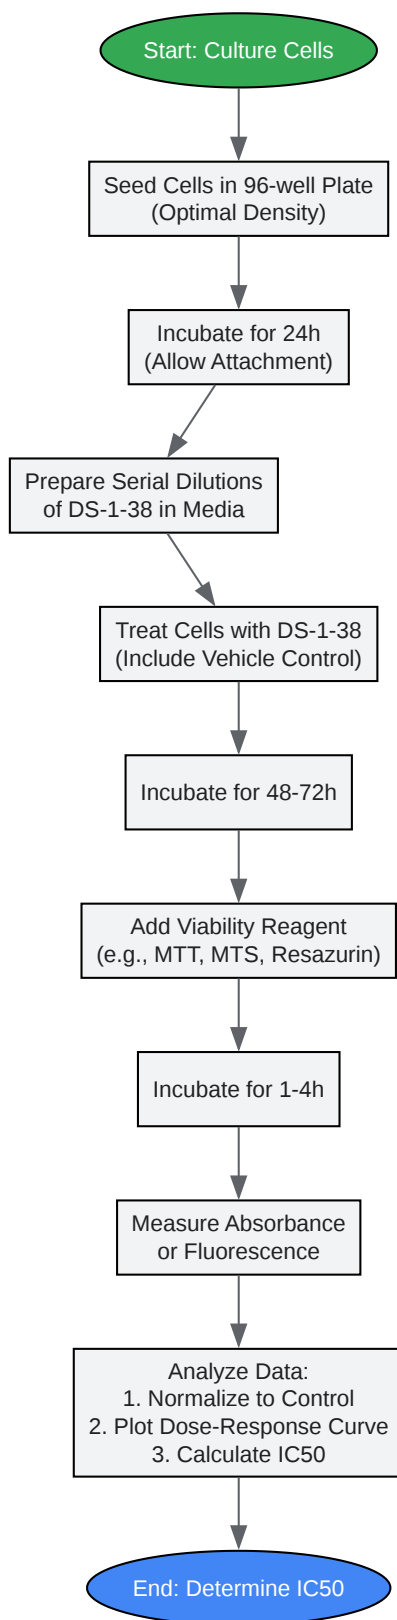 Start: Culture Cells
Seed Cells in 96-well Plate
(Optimal Density)
Incubate for 24h
(Allow Attachment)
Prepare Serial Dilutions
of DS-1-38 in Media
Treat Cells with DS-1-38
(Include Vehicle Control)
Incubate for 48-72h
Add Viability Reagent
(e.g., MTT, MTS, Resazurin)
Incubate for 1-4h
Measure Absorbance
or Fluorescence
Analyze Data:
1. Normalize to Control
2. Plot Dose-Response Curve
3. Calculate IC50
End: Determine IC50